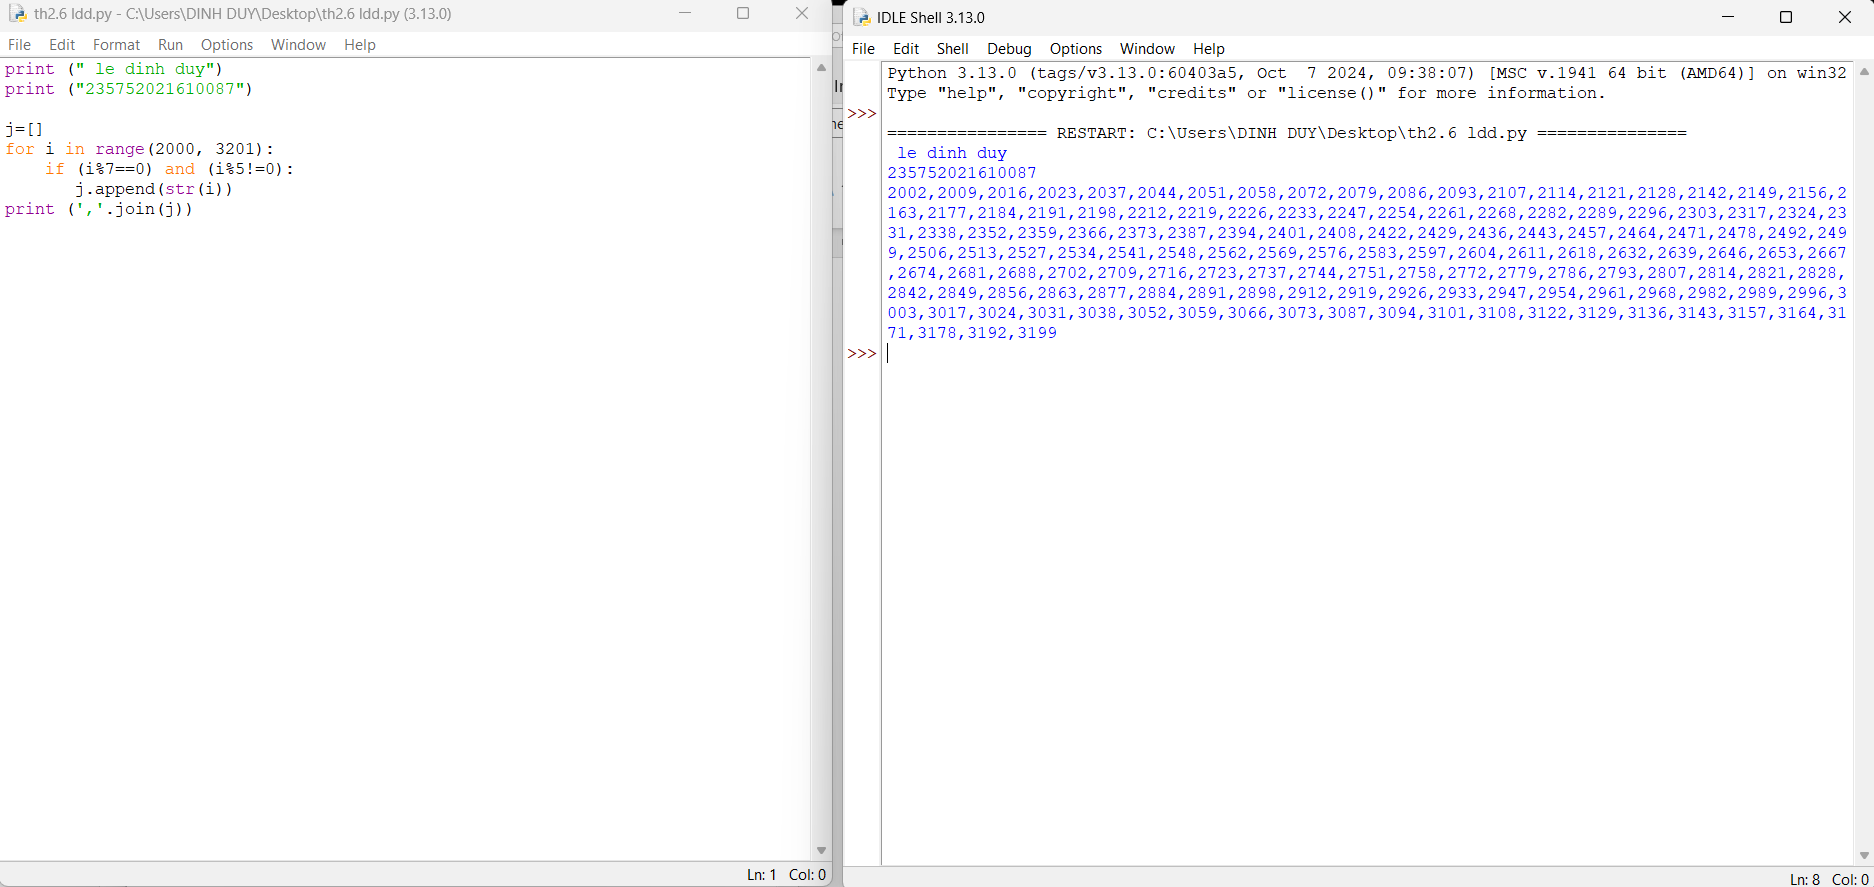 th2.6 ldd.py - C:\Users\DINH DUY\Desktop\th2.6 ldd.py (3.13.0)
File Edit Format Run Options Window Help
print (" le dinh duy")
print ("235752021610087")
j=[]
for i in range(2000, 3201):
    if (i%7==0) and (i%5!=0):
       j.append(str(i))
print (','.join(j))
Ln: 1 Col: 0
IDLE Shell 3.13.0
File Edit Shell Debug Options Window Help
Python 3.13.0 (tags/v3.13.0:60403a5, Oct  7 2024, 09:38:07) [MSC v.1941 64 bit (AMD64)] on win32
Type "help", "copyright", "credits" or "license()" for more information.
>>>
================ RESTART: C:\Users\DINH DUY\Desktop\th2.6 ldd.py ===============
 le dinh duy
235752021610087
2002,2009,2016,2023,2037,2044,2051,2058,2072,2079,2086,2093,2107,2114,2121,2128,2142,2149,2156,2
163,2177,2184,2191,2198,2212,2219,2226,2233,2247,2254,2261,2268,2282,2289,2296,2303,2317,2324,23
31,2338,2352,2359,2366,2373,2387,2394,2401,2408,2422,2429,2436,2443,2457,2464,2471,2478,2492,249
9,2506,2513,2527,2534,2541,2548,2562,2569,2576,2583,2597,2604,2611,2618,2632,2639,2646,2653,2667
,2674,2681,2688,2702,2709,2716,2723,2737,2744,2751,2758,2772,2779,2786,2793,2807,2814,2821,2828,
2842,2849,2856,2863,2877,2884,2891,2898,2912,2919,2926,2933,2947,2954,2961,2968,2982,2989,2996,3
003,3017,3024,3031,3038,3052,3059,3066,3073,3087,3094,3101,3108,3122,3129,3136,3143,3157,3164,31
71,3178,3192,3199
>>>
Ln: 8 Col: 0